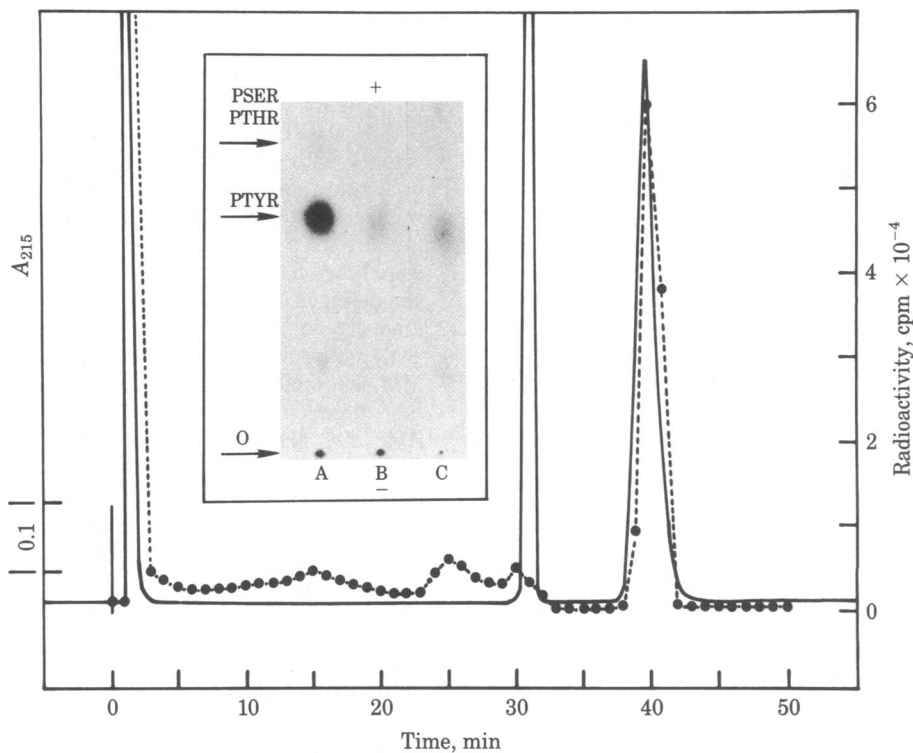 PSER
PTHR
PTYR
O
+
A B C
−
A215
0.1
0 10 20 30 40 50
Time, min
6
4
2
0
Radioactivity, cpm × 10−4